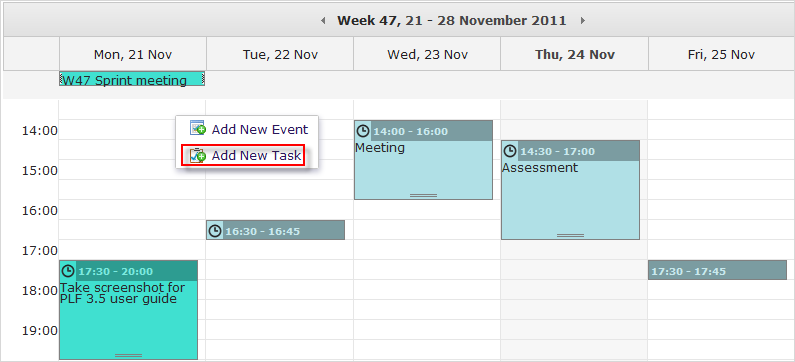 Week 47, 21 - 28 November 2011
Mon, 21 Nov
Tue, 22 Nov
Wed, 23 Nov
Thu, 24 Nov
Fri, 25 Nov
W47 Sprint meeting
14:00
15:00
16:00
17:00
18:00
19:00
Add New Event
Add New Task
14:00 - 16:00
Meeting
14:30 - 17:00
Assessment
16:30 - 16:45
17:30 - 20:00
Take screenshot for
PLF 3.5 user guide
17:30 - 17:45